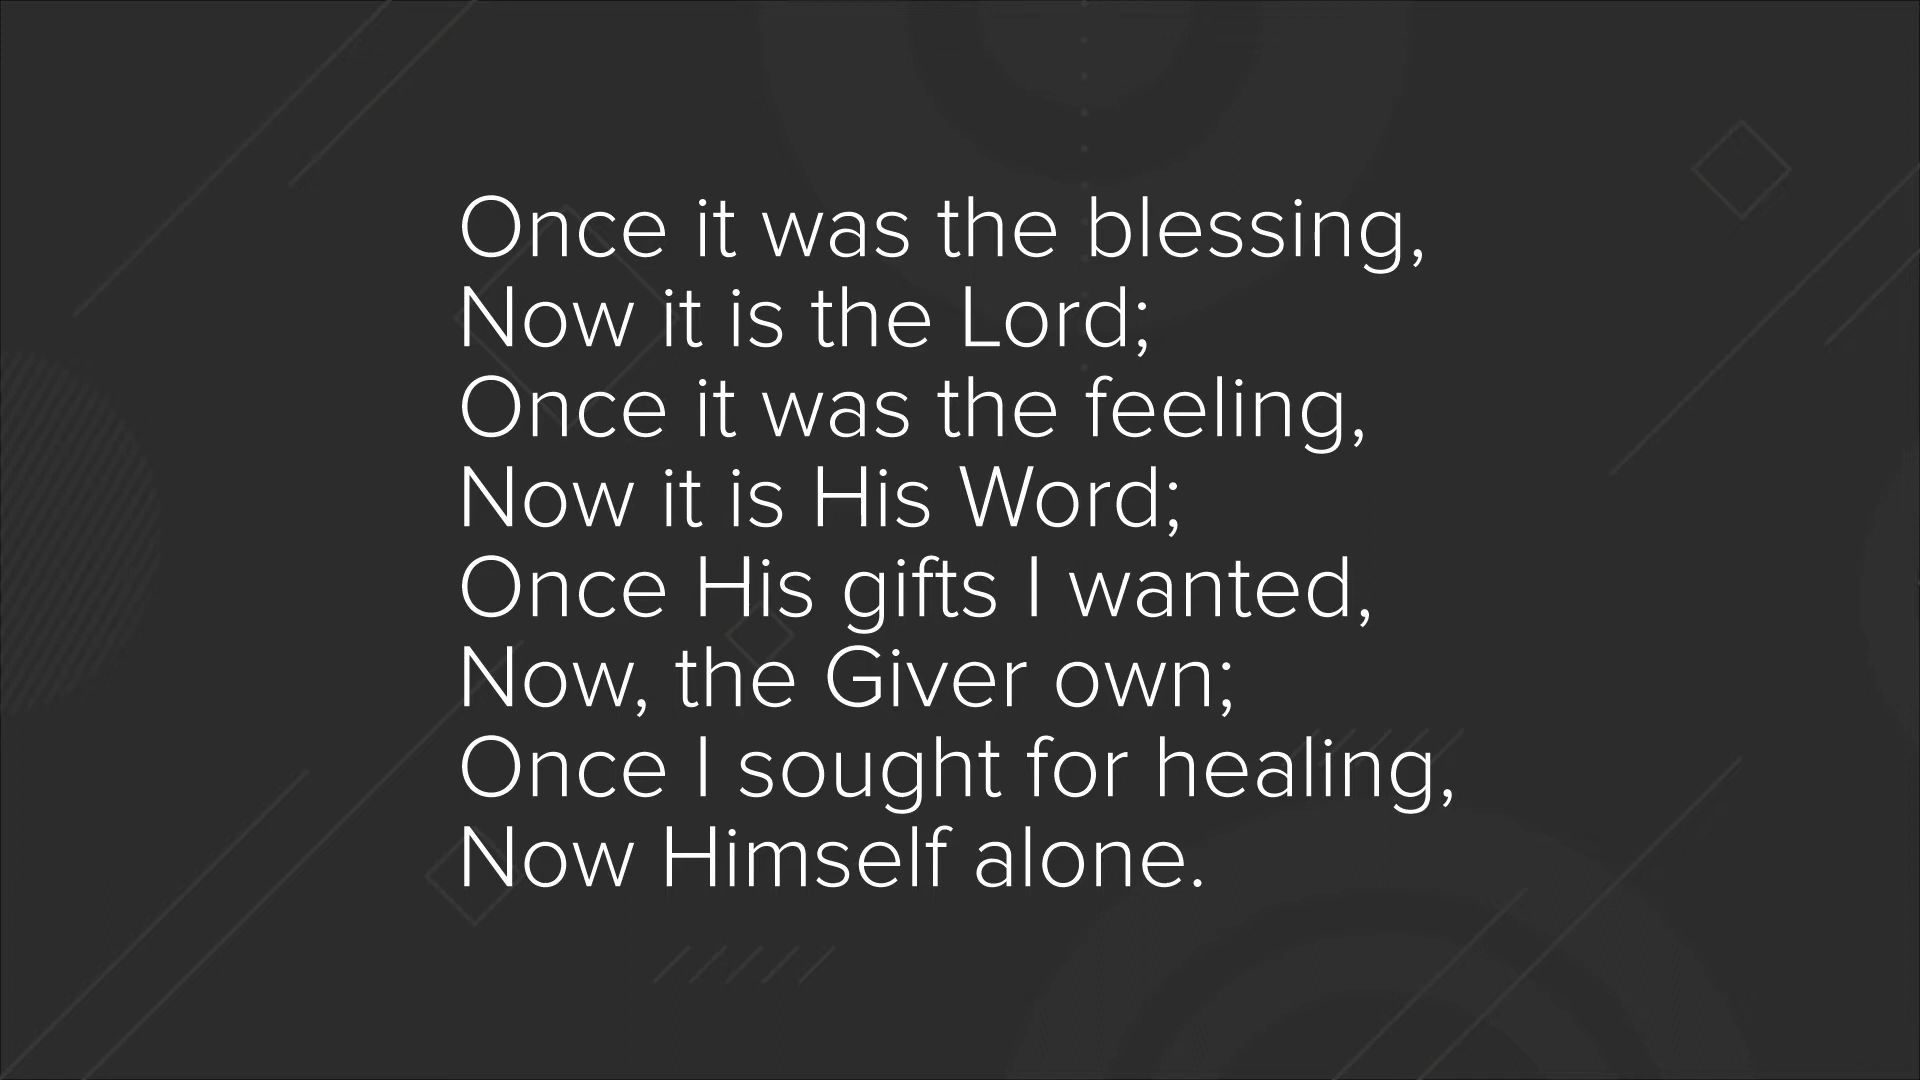 Once it was the blessing,
Now it is the Lord;
Once it was the feeling,
Now it is His Word;
Once His gifts I wanted,
Now, the Giver own;
Once I sought for healing,
Now Himself alone.